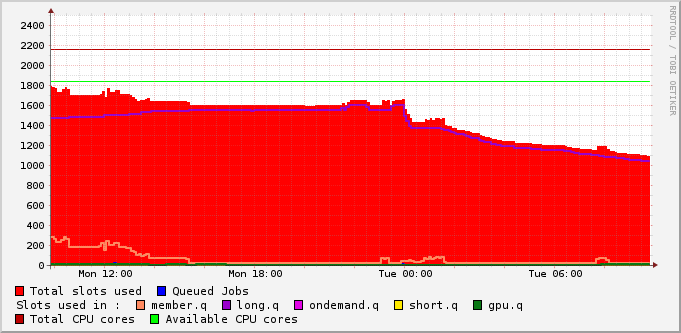 RRDTOOL / TOBI OETIKER
2400
2200
2000
1800
1600
1400
1200
1000
800
600
400
200
0
Mon 12:00 Mon 18:00 Tue 00:00 Tue 06:00
Total slots used Queued Jobs
Slots used in : member.q long.q ondemand.q short.q gpu.q
Total CPU cores Available CPU cores